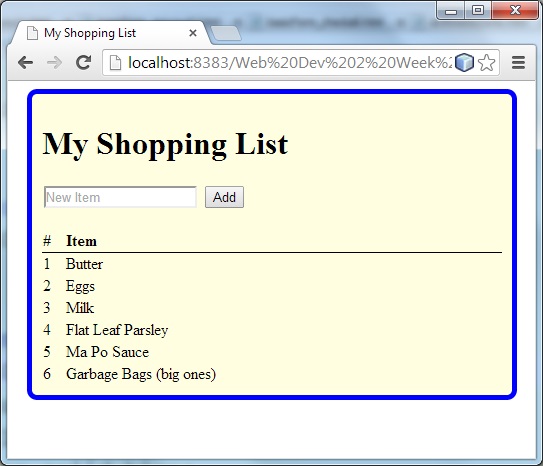 My Shopping List
localhost:8383/Web%20Dev%202%20Week%2
My Shopping List
New Item
Add
# Item
1 Butter
2 Eggs
3 Milk
4 Flat Leaf Parsley
5 Ma Po Sauce
6 Garbage Bags (big ones)